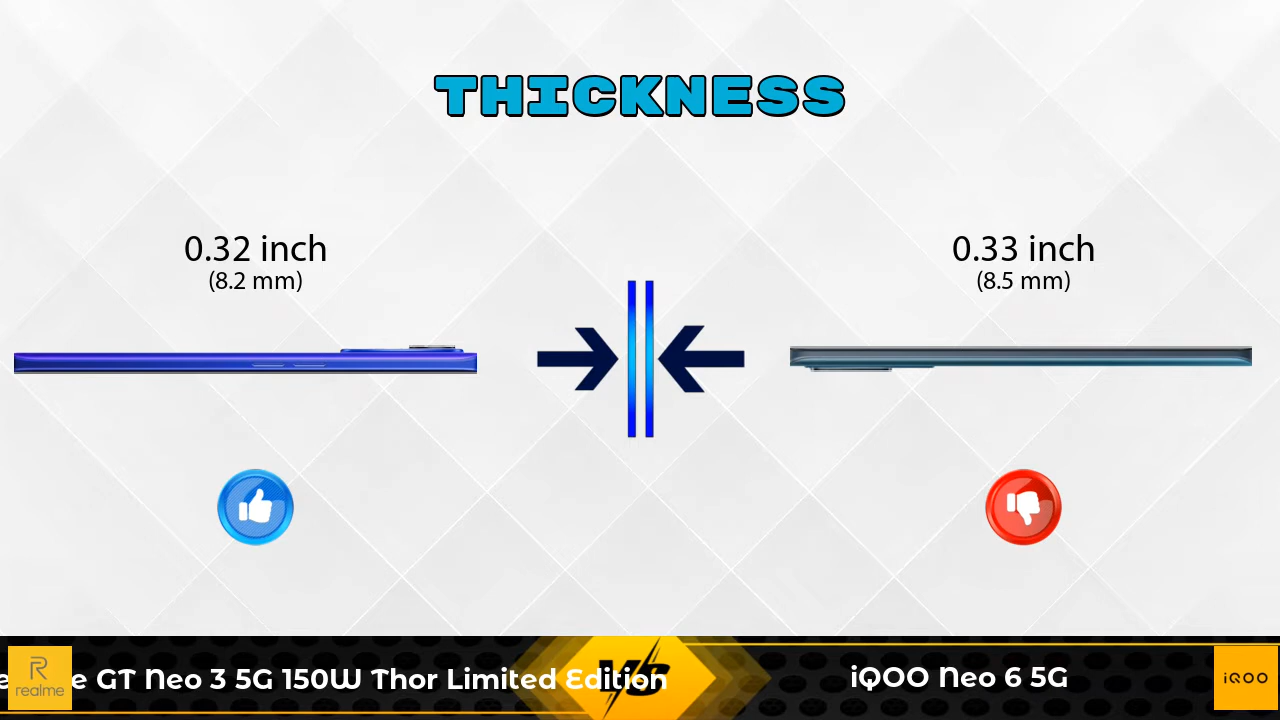 THICKNESS
0.32 inch
(8.2 mm)
0.33 inch
(8.5 mm)
R
realme
GT Neo 3 5G 150W Thor Limited Edition
VS
iQOO Neo 6 5G
iQOO